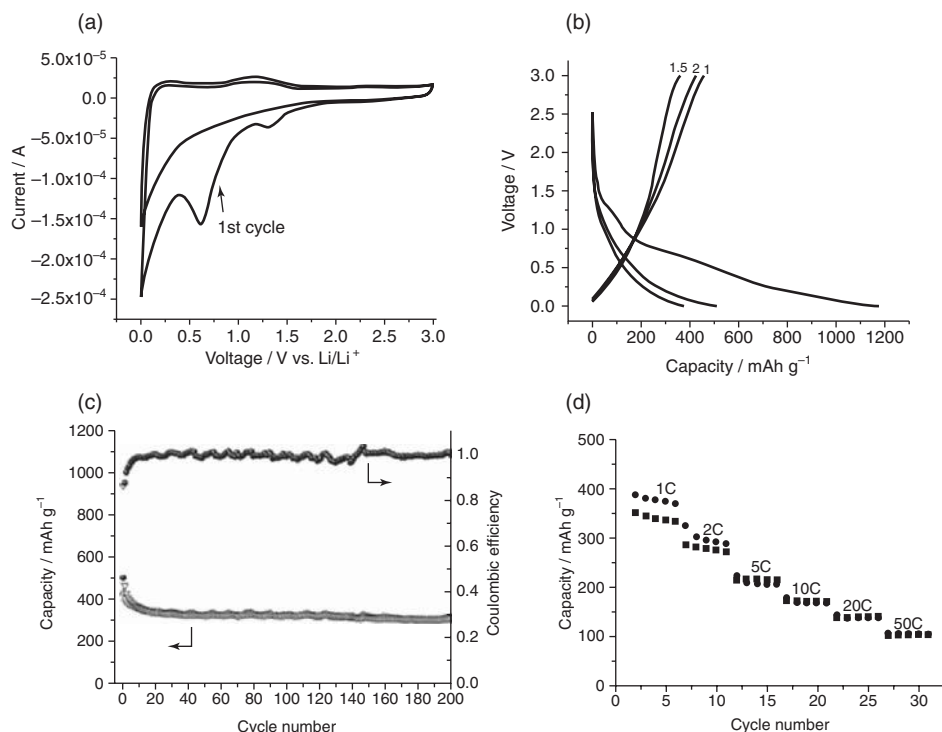 (a)
5.0x10⁻⁵
0.0
–5.0x10⁻⁵
–1.0x10⁻⁴
–1.5x10⁻⁴
–2.0x10⁻⁴
–2.5x10⁻⁴
Current / A
1st cycle
0.0 0.5 1.0 1.5 2.0 2.5 3.0
Voltage / V vs. Li/Li⁺
(b)
3.0
2.5
2.0
1.5
1.0
0.5
0.0
Voltage / V
1.5 2 1
0 200 400 600 800 1000 1200
Capacity / mAh g⁻¹
(c)
1200
1100
1000
900
800
700
600
500
400
300
200
100
0
Capacity / mAh g⁻¹
1.0
0.8
0.6
0.4
0.2
0.0
Coulombic efficiency
0 20 40 60 80 100 120 140 160 180 200
Cycle number
(d)
500
400
300
200
100
0
Capacity / mAh g⁻¹
1C
2C
5C
10C
20C
50C
0 5 10 15 20 25 30
Cycle number